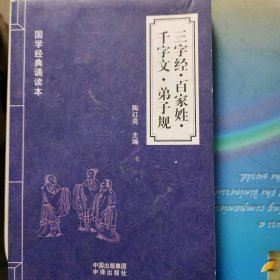 三字经·百家姓·
千字文·弟子规
陶红亮 主编
国学经典诵读本
中国出版集团
中译出版社